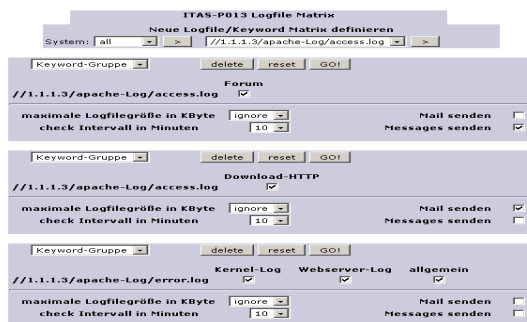 ITAS-P013 Logfile Matrix
Neue Logfile/Keyword Matrix definieren
System: all > //1.1.1.3/apache-Log/access.log >
Keyword-Gruppe delete reset GO!
Forum
//1.1.1.3/apache-Log/access.log
maximale Logfilegröße in KByte ignore Mail senden
check Intervall in Minuten 10 Messages senden
Keyword-Gruppe delete reset GO!
Download-HTTP
//1.1.1.3/apache-Log/access.log
maximale Logfilegröße in KByte ignore Mail senden
check Intervall in Minuten 10 Messages senden
Keyword-Gruppe delete reset GO!
Kernel-Log Webserver-Log allgemein
//1.1.1.3/apache-Log/error.log
maximale Logfilegröße in KByte ignore Mail senden
check Intervall in Minuten 10 Messages senden